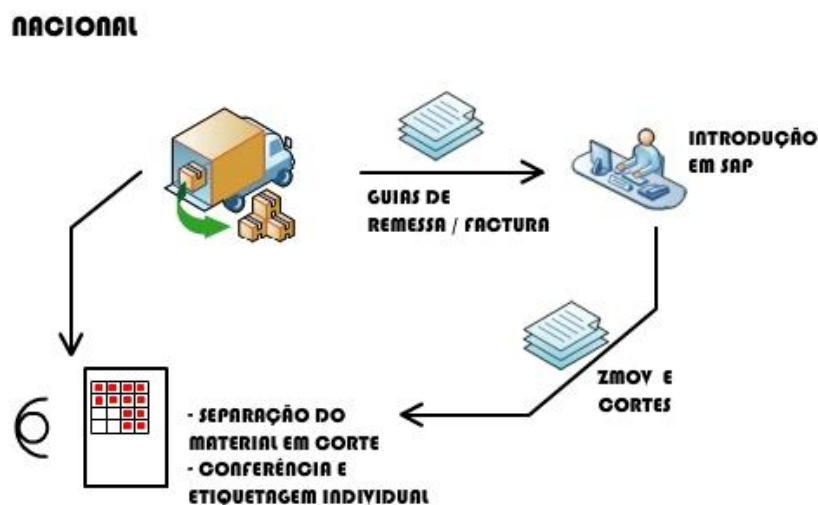 NACIONAL
INTRODUÇÃO
EM SAP
GUIAS DE
REMESSA / FACTURA
ZMOV E
CORTES
- SEPARAÇÃO DO
MATERIAL EM CORTE
- CONFERÊNCIA E
ETIQUETAGEM INDIVIDUAL